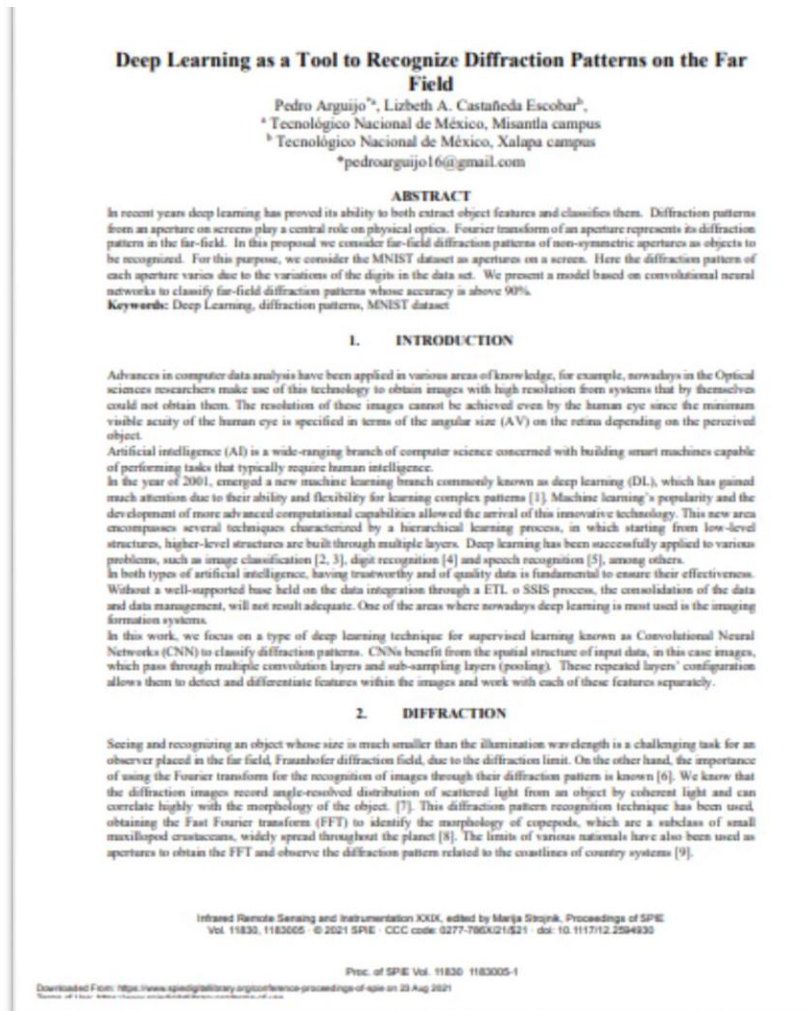 Deep Learning as a Tool to Recognize Diffraction Patterns on the Far
Field
Pedro Arguijo*ᵃ, Lizbeth A. Castañeda Escobarᵇ,
ᵃ Tecnológico Nacional de México, Misantla campus
ᵇ Tecnológico Nacional de México, Xalapa campus
*pedroarguijo16@gmail.com
ABSTRACT
In recent years deep learning has proved its ability to both extract object features and classifies them. Diffraction patterns
from an aperture on screens play a central role on physical optics. Fourier transform of an aperture represents its diffraction
pattern in the far-field. In this proposal we consider far-field diffraction patterns of non-symmetric apertures as objects to
be recognized. For this purpose, we consider the MNIST dataset as apertures on a screen. Here the diffraction pattern of
each aperture varies due to the variations of the digits in the data set. We present a model based on convolutional neural
networks to classify far-field diffraction patterns whose accuracy is above 90%.
Keywords: Deep Learning, diffraction patterns, MNIST dataset
1. INTRODUCTION
Advances in computer data analysis have been applied in various areas of knowledge, for example, nowadays in the Optical
sciences researchers make use of this technology to obtain images with high resolution from systems that by themselves
could not obtain them. The resolution of these images cannot be achieved even by the human eye since the minimum
visible acuity of the human eye is specified in terms of the angular size (AV) on the retina depending on the perceived
object.
Artificial intelligence (AI) is a wide-ranging branch of computer science concerned with building smart machines capable
of performing tasks that typically require human intelligence.
In the year of 2001, emerged a new machine learning branch commonly known as deep learning (DL), which has gained
much attention due to their ability and flexibility for learning complex patterns [1]. Machine learning's popularity and the
development of more advanced computational capabilities allowed the arrival of this innovative technology. This new area
encompasses several techniques characterized by a hierarchical learning process, in which starting from low-level
structures, higher-level structures are built through multiple layers. Deep learning has been successfully applied to various
problems, such as image classification [2, 3], digit recognition [4] and speech recognition [5], among others.
In both types of artificial intelligence, having trustworthy and of quality data is fundamental to ensure their effectiveness.
Without a well-supported base held on the data integration through a ETL o SSIS process, the consolidation of the data
and data management, will not result adequate. One of the areas where nowadays deep learning is most used is the imaging
formation systems.
In this work, we focus on a type of deep learning technique for supervised learning known as Convolutional Neural
Networks (CNN) to classify diffraction patterns. CNNs benefit from the spatial structure of input data, in this case images,
which pass through multiple convolution layers and sub-sampling layers (pooling). These repeated layers' configuration
allows them to detect and differentiate features within the images and work with each of these features separately.
2. DIFFRACTION
Seeing and recognizing an object whose size is much smaller than the illumination wavelength is a challenging task for an
observer placed in the far field, Fraunhofer diffraction field, due to the diffraction limit. On the other hand, the importance
of using the Fourier transform for the recognition of images through their diffraction pattern is known [6]. We know that
the diffraction images record angle-resolved distribution of scattered light from an object by coherent light and can
correlate highly with the morphology of the object. [7]. This diffraction pattern recognition technique has been used,
obtaining the Fast Fourier transform (FFT) to identify the morphology of copepods, which are a subclass of small
maxillopod crustaceans, widely spread throughout the planet [8]. The limits of various nationals have also been used as
apertures to obtain the FFT and observe the diffraction pattern related to the coastlines of country systems [9].
Infrared Remote Sensing and Instrumentation XXIX, edited by Marija Strojnik, Proceedings of SPIE
Vol. 11830, 1183005 · © 2021 SPIE · CCC code: 0277-786X/21/$21 · doi: 10.1117/12.2594930
Proc. of SPIE Vol. 11830 1183005-1
Downloaded From: https://www.spiedigitallibrary.org/conference-proceedings-of-spie on 23 Aug 2021